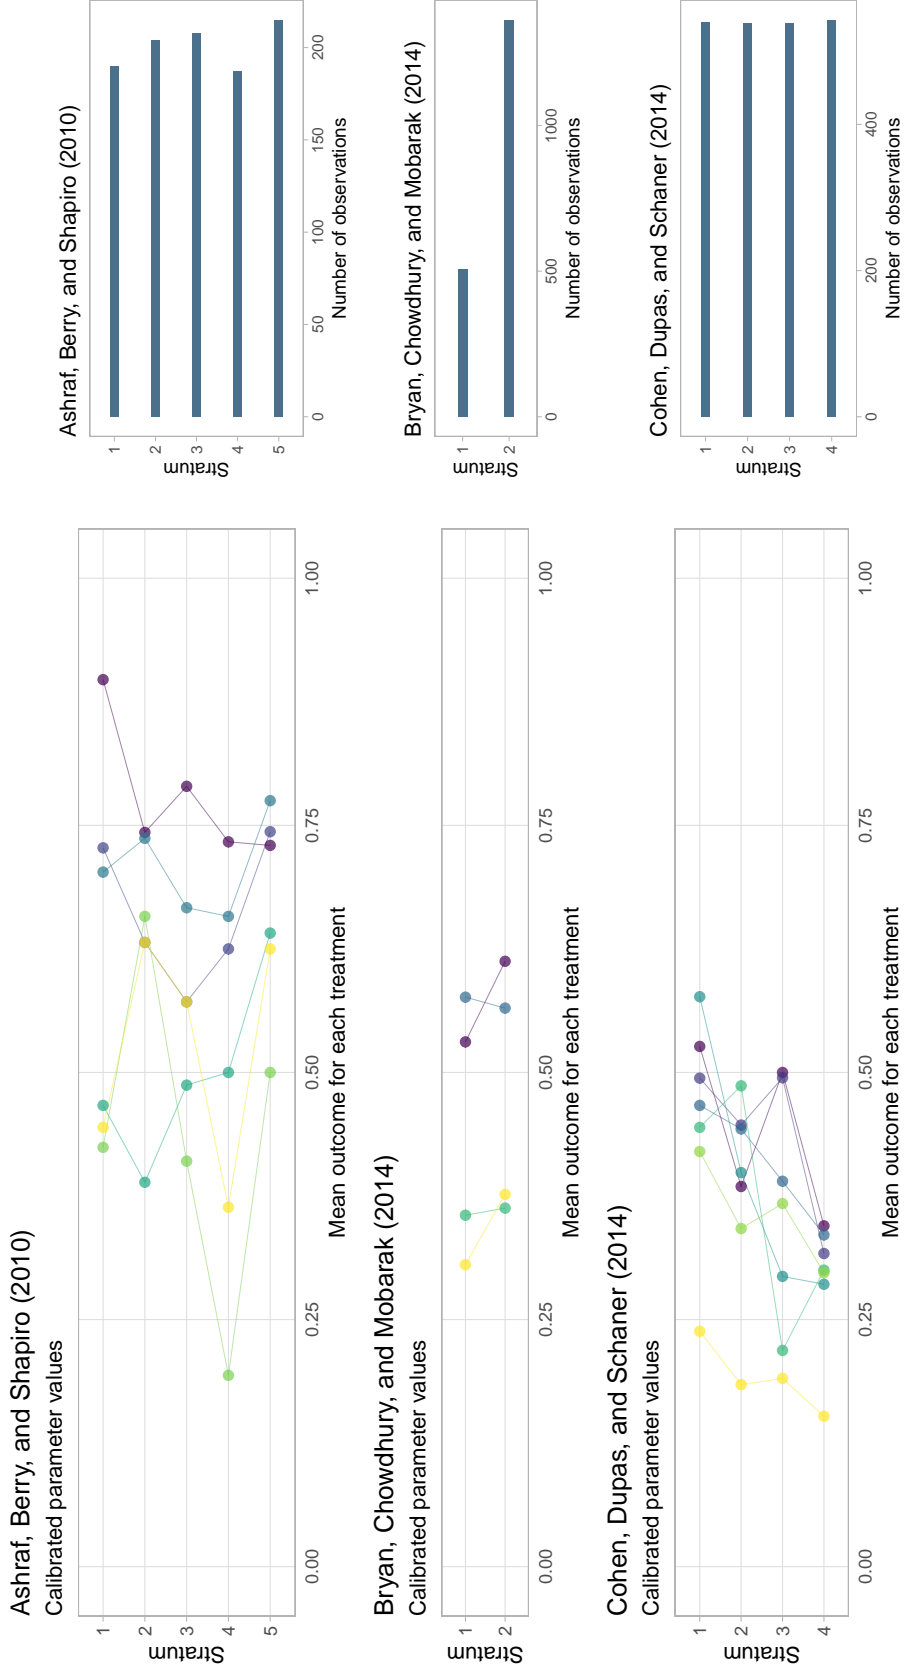 Ashraf, Berry, and Shapiro (2010)
Calibrated parameter values
Stratum
1
2
3
4
5
0.00
0.25
0.50
0.75
1.00
Mean outcome for each treatment
Ashraf, Berry, and Shapiro (2010)
Stratum
1
2
3
4
5
0
50
100
150
200
Number of observations
Bryan, Chowdhury, and Mobarak (2014)
Calibrated parameter values
Stratum
1
2
0.00
0.25
0.50
0.75
1.00
Mean outcome for each treatment
Bryan, Chowdhury, and Mobarak (2014)
Stratum
1
2
0
500
1000
Number of observations
Cohen, Dupas, and Schaner (2014)
Calibrated parameter values
Stratum
1
2
3
4
0.00
0.25
0.50
0.75
1.00
Mean outcome for each treatment
Cohen, Dupas, and Schaner (2014)
Stratum
1
2
3
4
0
200
400
Number of observations